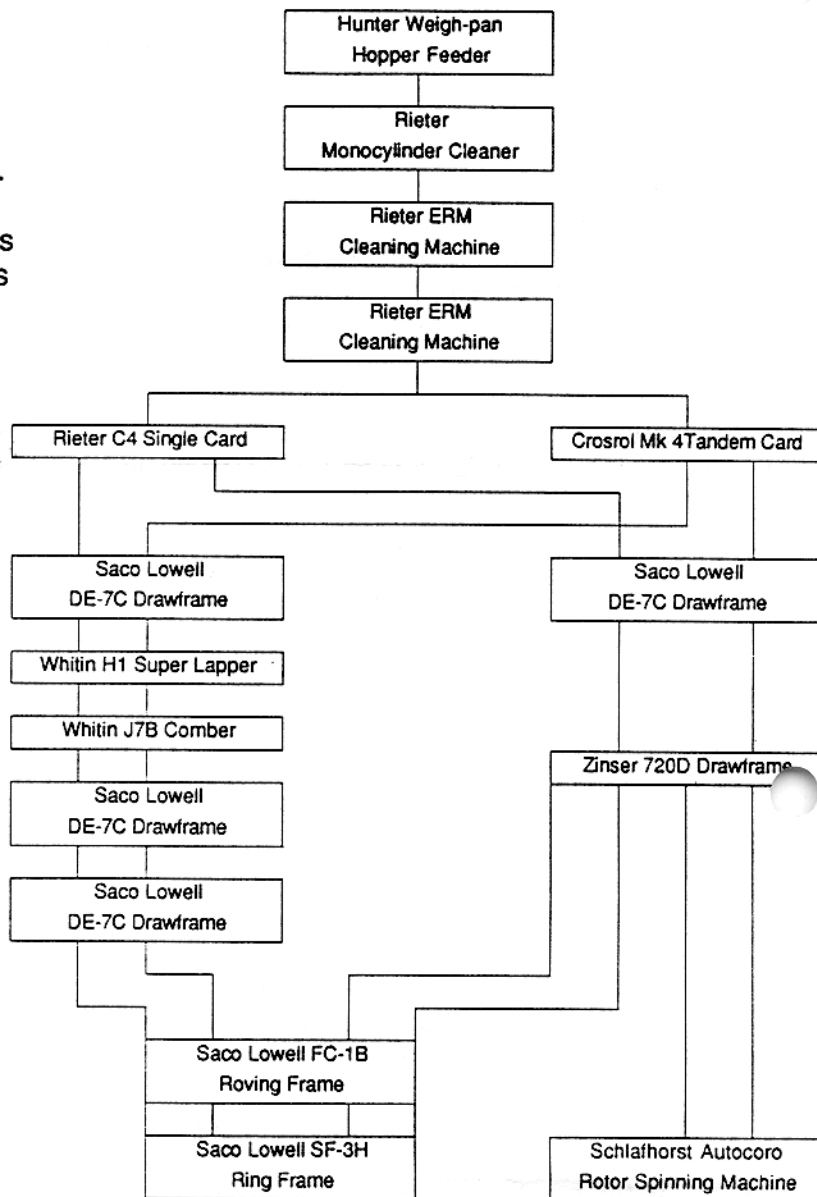 Hunter Weigh-pan
Hopper Feeder
Rieter
Monocylinder Cleaner
Rieter ERM
Cleaning Machine
Rieter ERM
Cleaning Machine
s
s
Rieter C4 Single Card
Crosrol Mk 4Tandem Card
Saco Lowell
DE-7C Drawframe
Saco Lowell
DE-7C Drawframe
Whitin H1 Super Lapper
Whitin J7B Comber
Zinser 720D Drawframe
Saco Lowell
DE-7C Drawframe
Saco Lowell
DE-7C Drawframe
Saco Lowell FC-1B
Roving Frame
Saco Lowell SF-3H
Ring Frame
Schlafhorst Autocoro
Rotor Spinning Machine